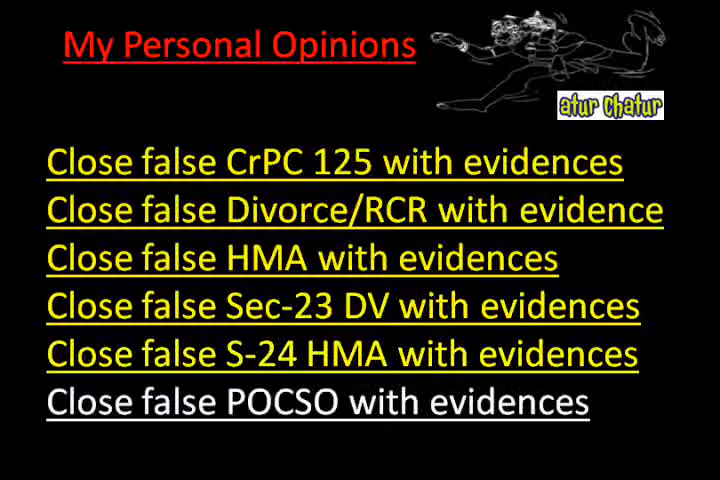 My Personal Opinions
atur Chatur
Close false CrPC 125 with evidences
Close false Divorce/RCR with evidence
Close false HMA with evidences
Close false Sec-23 DV with evidences
Close false S-24 HMA with evidences
Close false POCSO with evidences